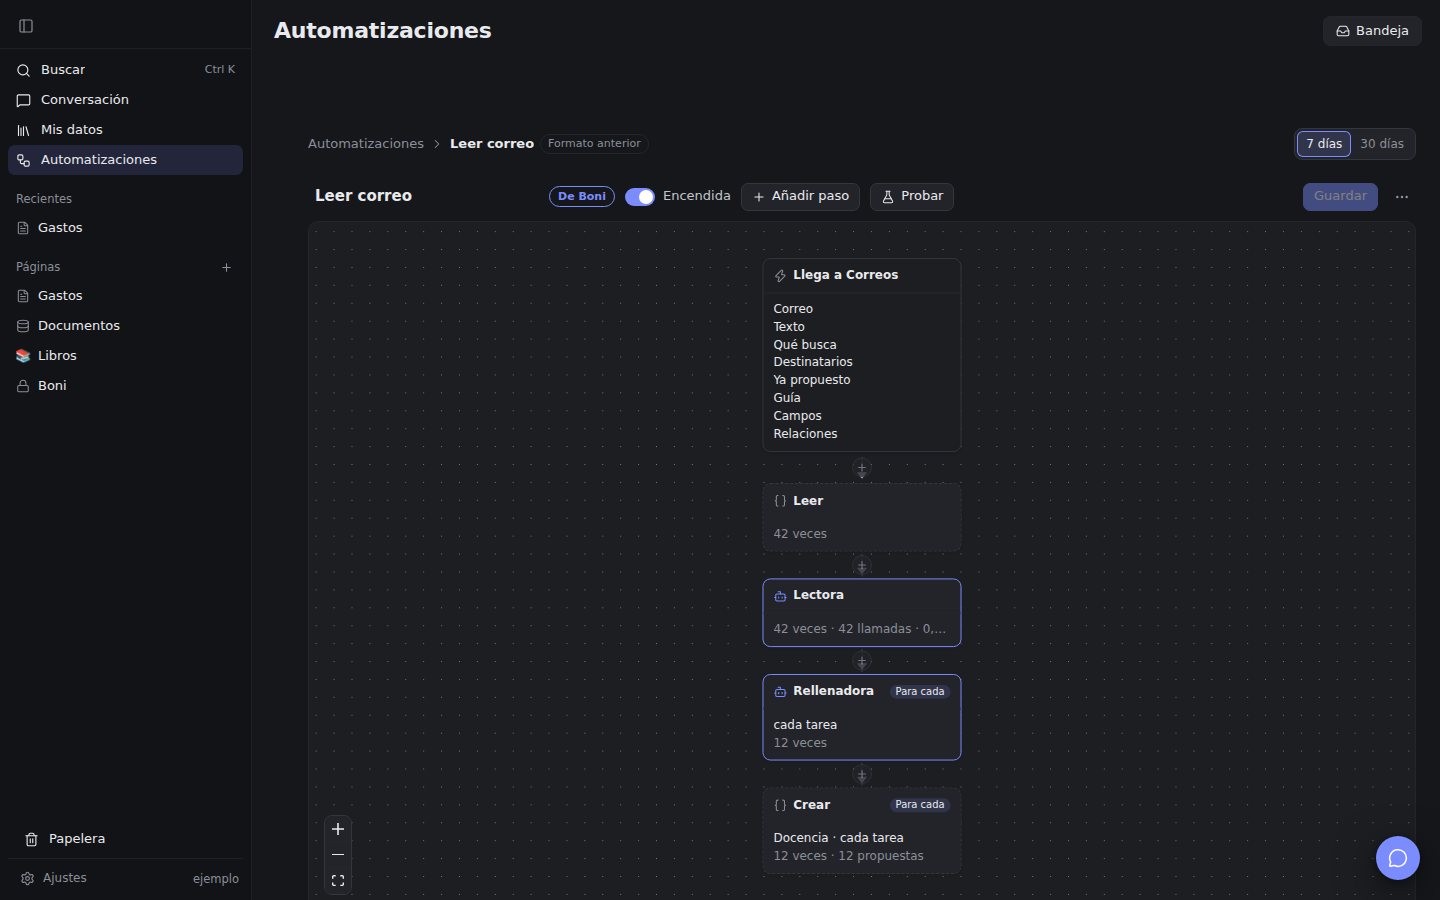 Automatizaciones
Bandeja
Buscar
Ctrl K
Conversación
Mis datos
Automatizaciones
Recientes
Gastos
Páginas
Gastos
Documentos
Libros
Boni
Papelera
Ajustes
ejemplo
Automatizaciones
Leer correo
Formato anterior
7 días
30 días
Leer correo
De Boni
Encendida
Añadir paso
Probar
Guardar
Llega a Correos
Correo
Texto
Qué busca
Destinatarios
Ya propuesto
Guía
Campos
Relaciones
Leer
42 veces
Lectora
42 veces · 42 llamadas · 0,…
Rellenadora
Para cada
cada tarea
12 veces
Crear
Para cada
Docencia · cada tarea
12 veces · 12 propuestas